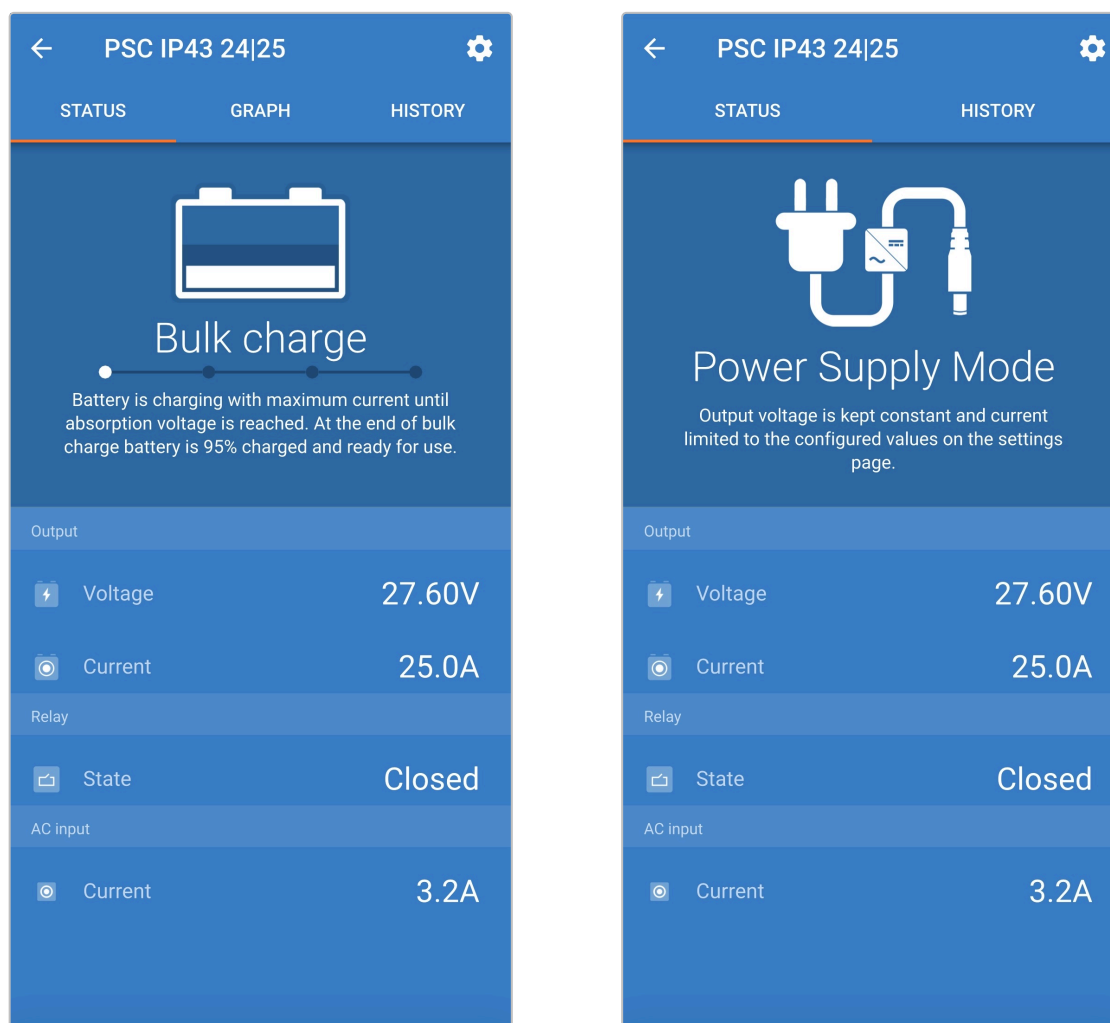 PSC IP43 24|25
STATUS GRAPH HISTORY
Bulk charge
Battery is charging with maximum current until
absorption voltage is reached. At the end of bulk
charge battery is 95% charged and ready for use.
Output
Voltage 27.60V
Current 25.0A
Relay
State Closed
AC input
Current 3.2A
PSC IP43 24|25
STATUS HISTORY
Power Supply Mode
Output voltage is kept constant and current
limited to the configured values on the settings
page.
Output
Voltage 27.60V
Current 25.0A
Relay
State Closed
AC input
Current 3.2A